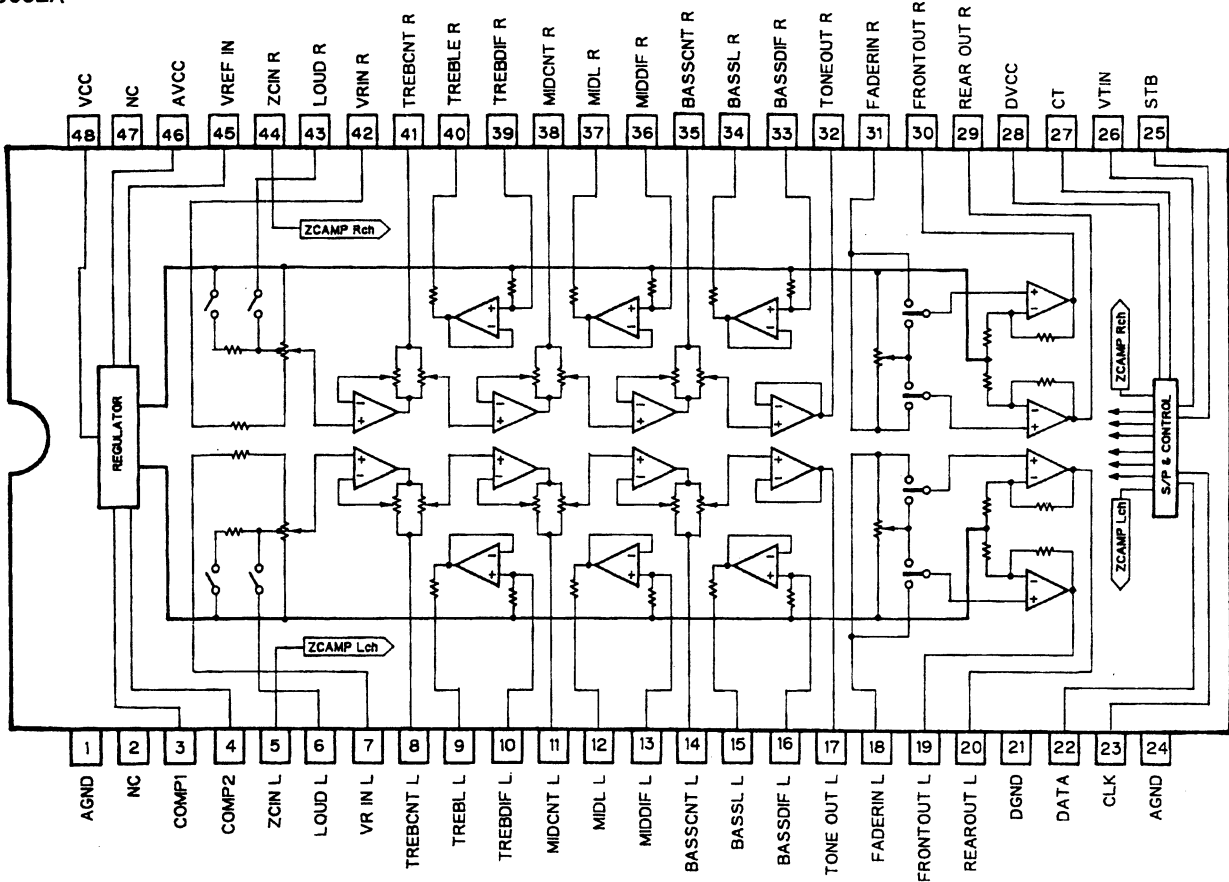 VCC
NC
AVCC
VREF IN
ZCIN R
LOUD R
VRIN R
TREBCNT R
TREBLE R
TREBDIF R
MIDCNT R
MIDL R
MIDDIF R
BASSCNT R
BASSL R
BASSDIF R
TONEOUT R
FADERIN R
FRONTOUT R
REAR OUT R
DVCC
CT
VTIN
STB
48
47
46
45
44
43
42
41
40
39
38
37
36
35
34
33
32
31
30
29
28
27
26
25
ZCAMP Rch
REGULATOR
ZCAMP Rch
S/P & CONTROL
ZCAMP Lch
ZCAMP Lch
1
2
3
4
5
6
7
8
9
10
11
12
13
14
15
16
17
18
19
20
21
22
23
24
AGND
NC
COMP1
COMP2
ZCIN L
LOUD L
VR IN L
TREBCNT L
TREBL L
TREBDIF L.
MIDCNT L
MIDL L
MIDDIF L
BASSCNT L
BASSL L
BASSDIF L
TONE OUT L
FADERIN L
FRONTOUT L
REAROUT L
DGND
DATA
CLK
AGND